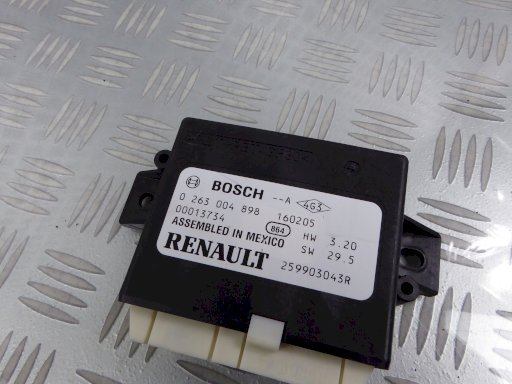 BOSCH --A 4G3
0 263 004 898 160205
00013734 864 HW 3.20
ASSEMBLED IN MEXICO SW 29.5
RENAULT 259903043R